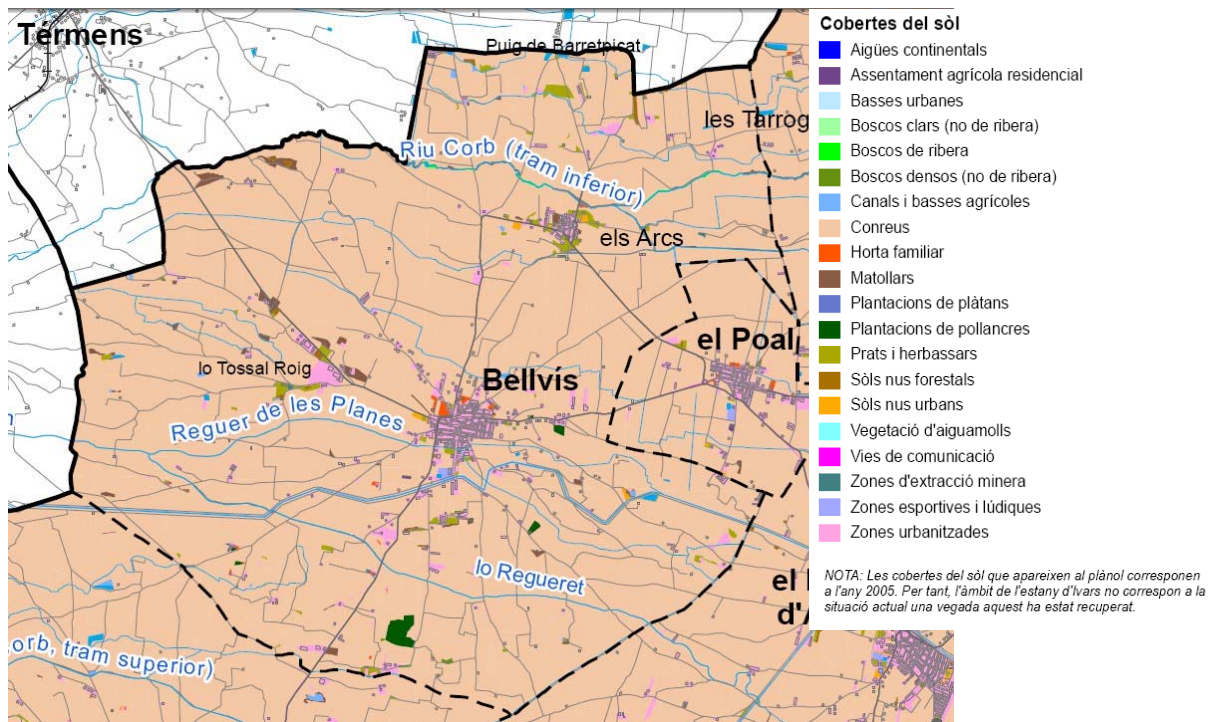 Térmens
Puig de Barretpicat
les Tarròg
Riu Corb (tram inferior)
els Arcs
el Poal
lo Tossal Roig
Bellvís
Reguer de les Planes
lo Regueret
el
d'
orb, tram superior)
Cobertes del sòl
Aigües continentals
Assentament agrícola residencial
Basses urbanes
Boscos clars (no de ribera)
Boscos de ribera
Boscos densos (no de ribera)
Canals i basses agrícoles
Conreus
Horta familiar
Matollars
Plantacions de plàtans
Plantacions de pollancres
Prats i herbassars
Sòls nus forestals
Sòls nus urbans
Vegetació d'aiguamolls
Vies de comunicació
Zones d'extracció minera
Zones esportives i lúdiques
Zones urbanitzades
NOTA: Les cobertes del sòl que apareixen al plànol corresponen
a l'any 2005. Per tant, l'àmbit de l'estany d'Ivars no correspon a la
situació actual una vegada aquest ha estat recuperat.